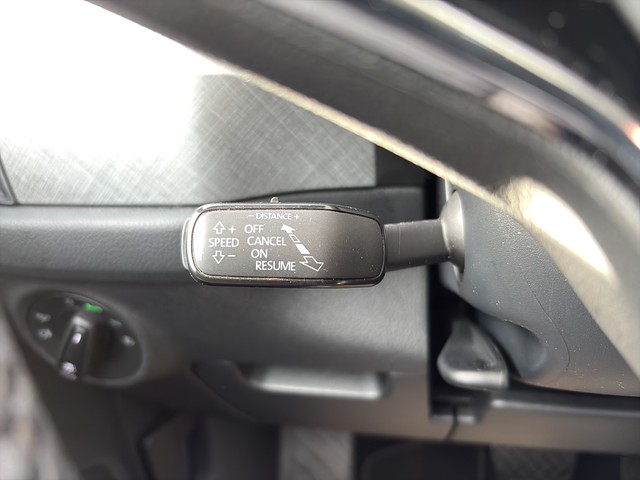 − DISTANCE +
+ OFF
SPEED CANCEL
− ON
RESUME